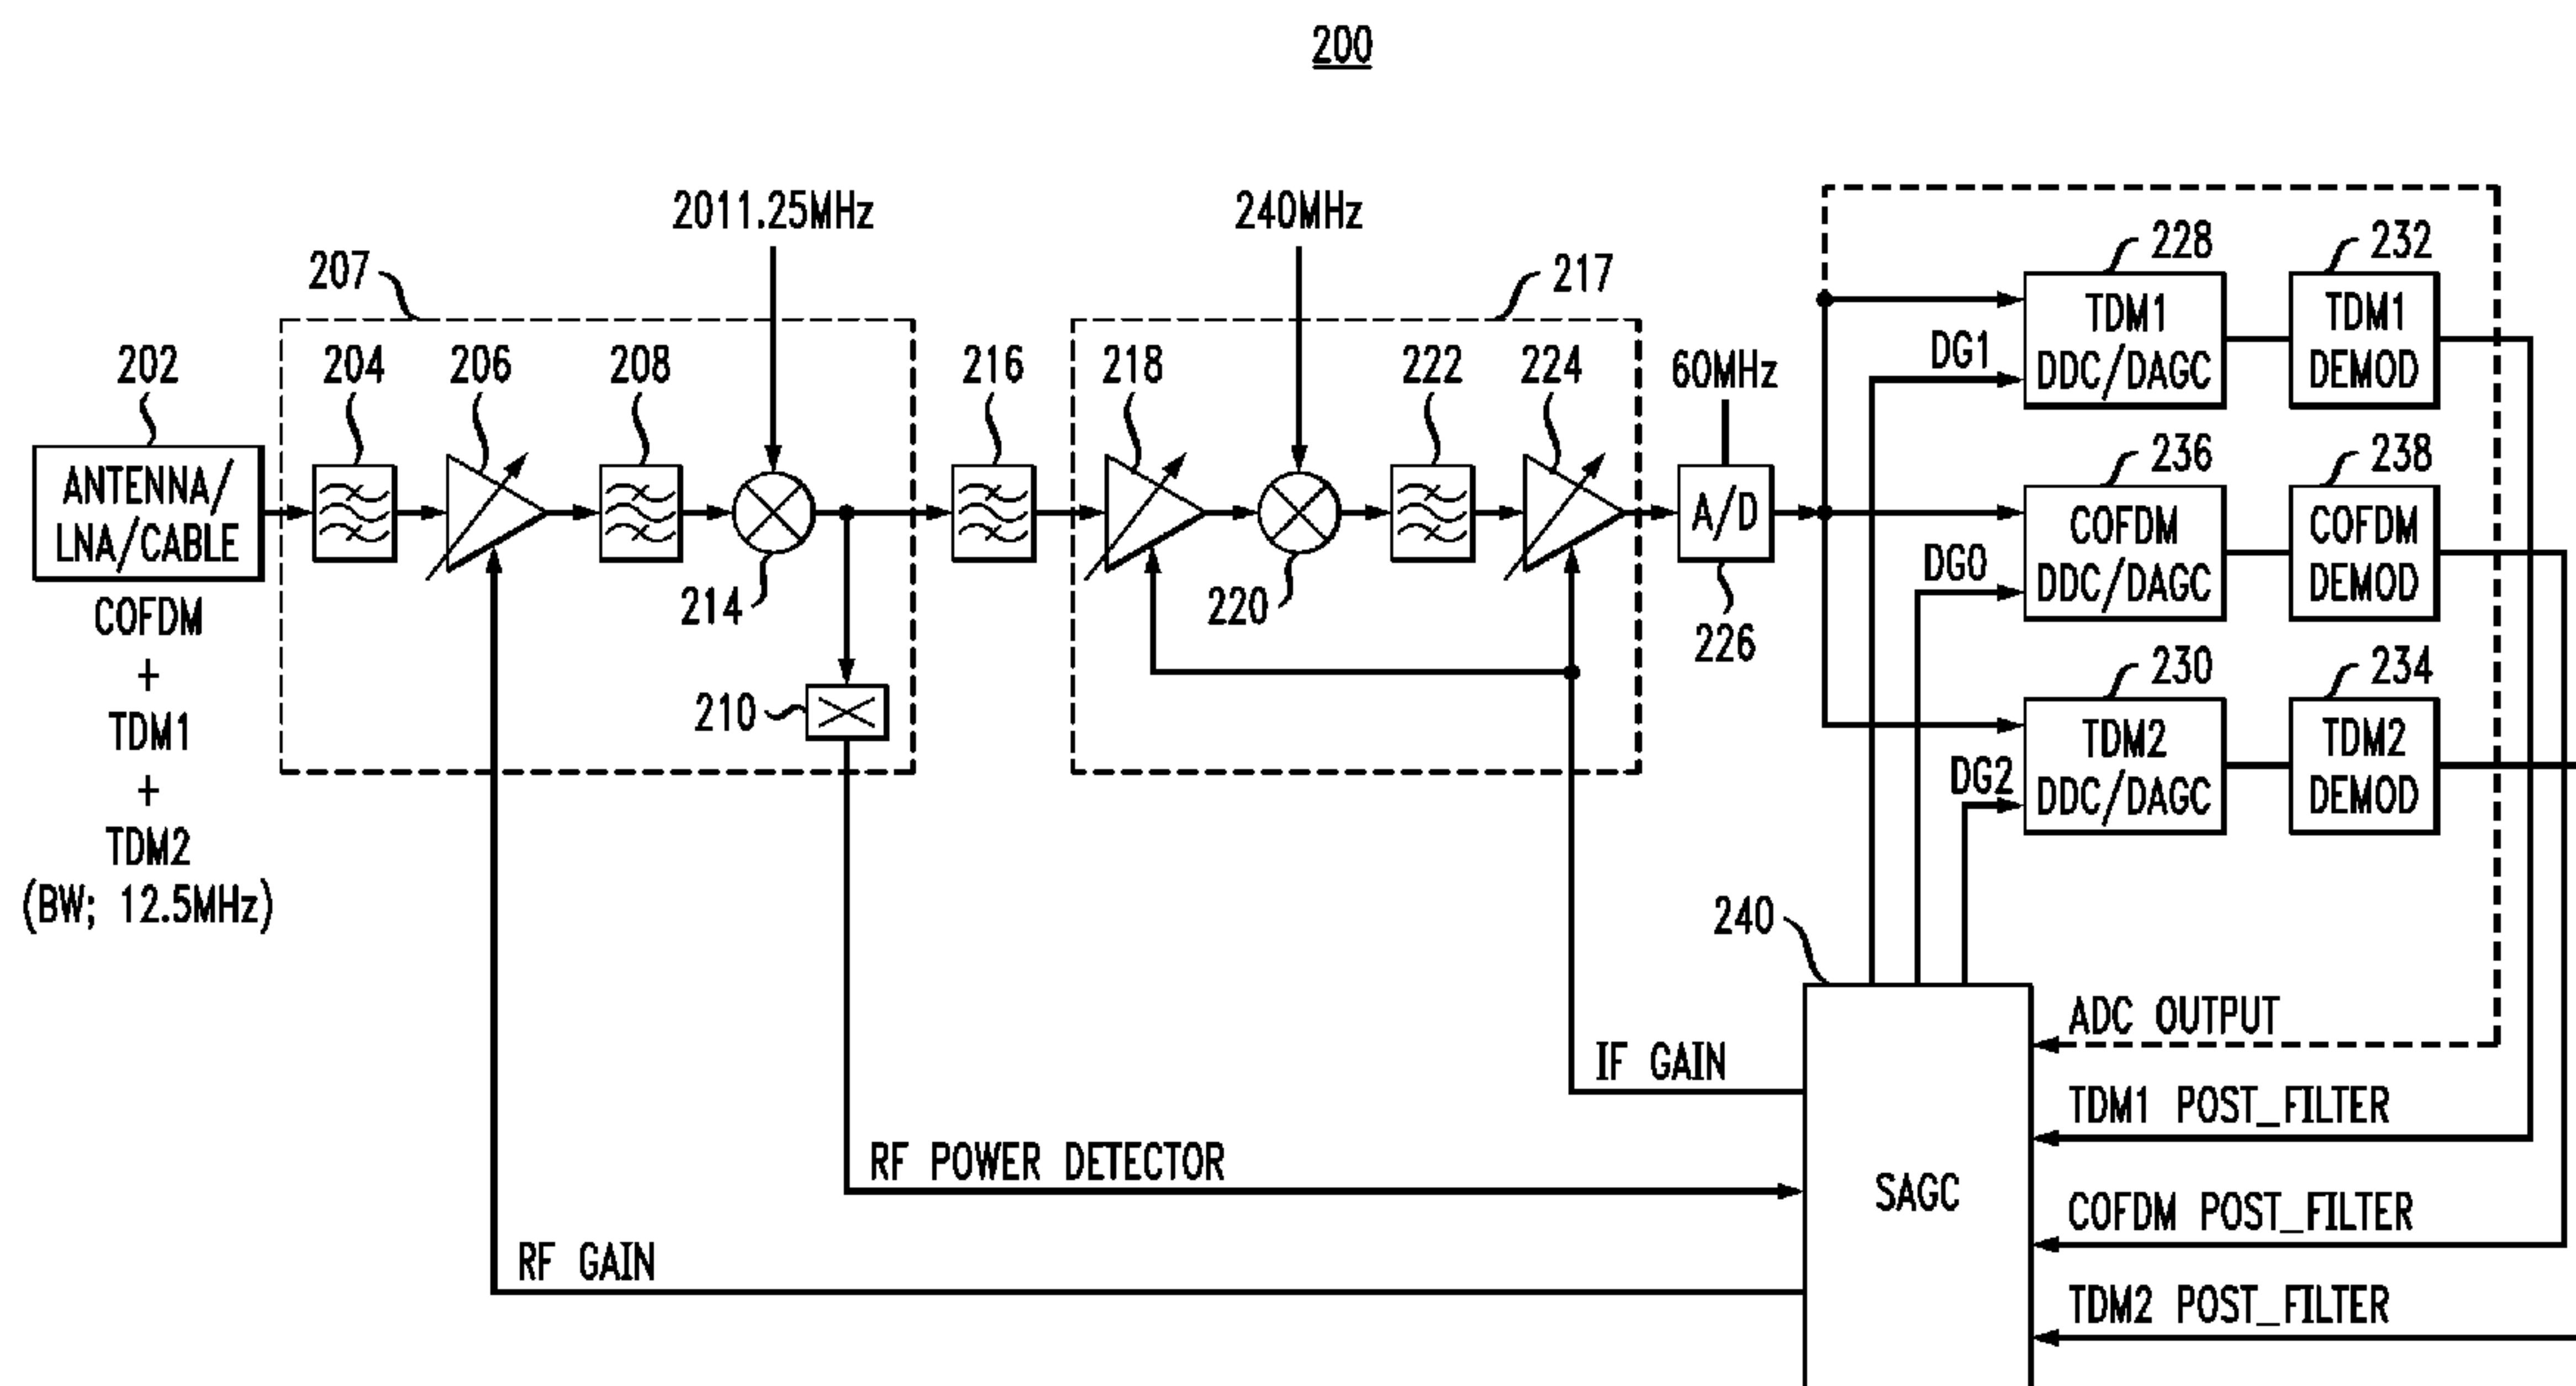 200
2011.25MHz
240MHz
207
217
228
232
202
204
206
208
216
218
222
224
60MHz
DG1
TDM1
DDC/DAGC
TDM1
DEMOD
ANTENNA/
LNA/CABLE
A/D
236
238
COFDM
DDC/DAGC
COFDM
DEMOD
DG0
214
220
226
COFDM
+
TDM1
+
TDM2
(BW; 12.5MHz)
210
230
234
TDM2
DDC/DAGC
TDM2
DEMOD
DG2
240
ADC OUTPUT
IF GAIN
TDM1 POST_FILTER
RF POWER DETECTOR
SAGC
COFDM POST_FILTER
RF GAIN
TDM2 POST_FILTER